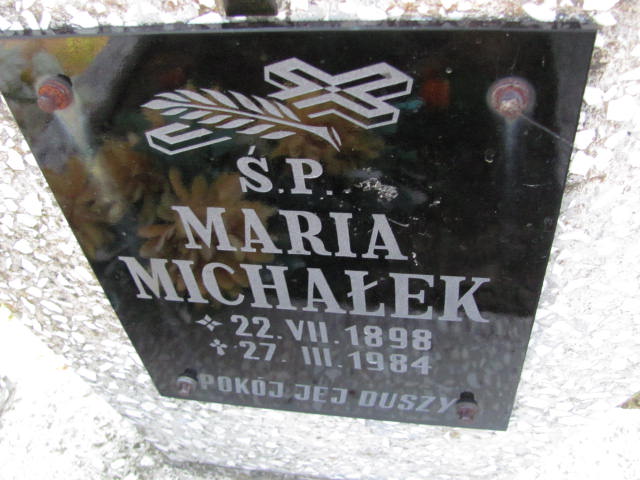 Ś.P.
MARIA
MICHAŁEK
22.VII.1898
27.III.1984
POKÓJ JEJ DUSZY